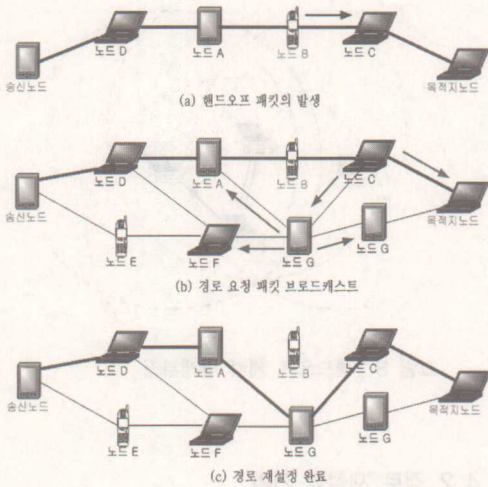 노드 D
노드 A
노드 B
노드 C
송신노드
목적지노드
(a) 핸드오프 패킷의 발생
노드 D
노드 A
노드 B
노드 C
송신노드
목적지노드
노드 E
노드 F
노드 G
노드 G
(b) 경로 요청 패킷 브로드캐스트
노드 D
노드 A
노드 B
노드 C
송신노드
목적지노드
노드 E
노드 F
노드 G
노드 G
(c) 경로 재설정 완료